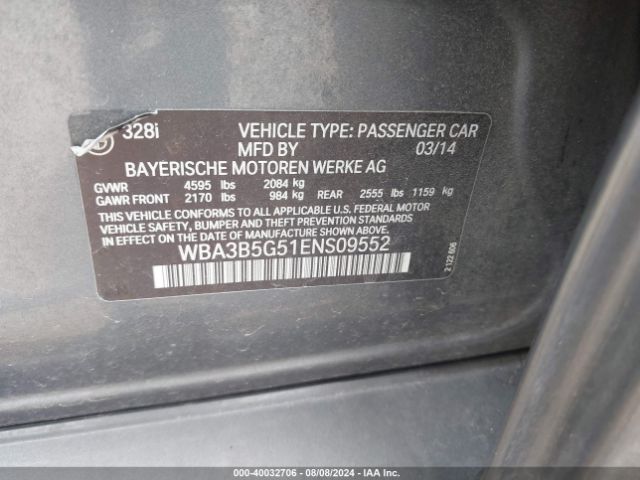 328i VEHICLE TYPE: PASSENGER CAR
MFD BY 03/14
BAYERISCHE MOTOREN WERKE AG
GVWR 4595 lbs 2084 kg
GAWR FRONT 2170 lbs 984 kg REAR 2555 lbs 1159 kg
THIS VEHICLE CONFORMS TO ALL APPLICABLE U.S. FEDERAL MOTOR
VEHICLE SAFETY, BUMPER AND THEFT PREVENTION STANDARDS
IN EFFECT ON THE DATE OF MANUFACTURE SHOWN ABOVE.
WBA3B5G51ENS09552
2 122 606
000-40032706 - 08/08/2024 - IAA Inc.